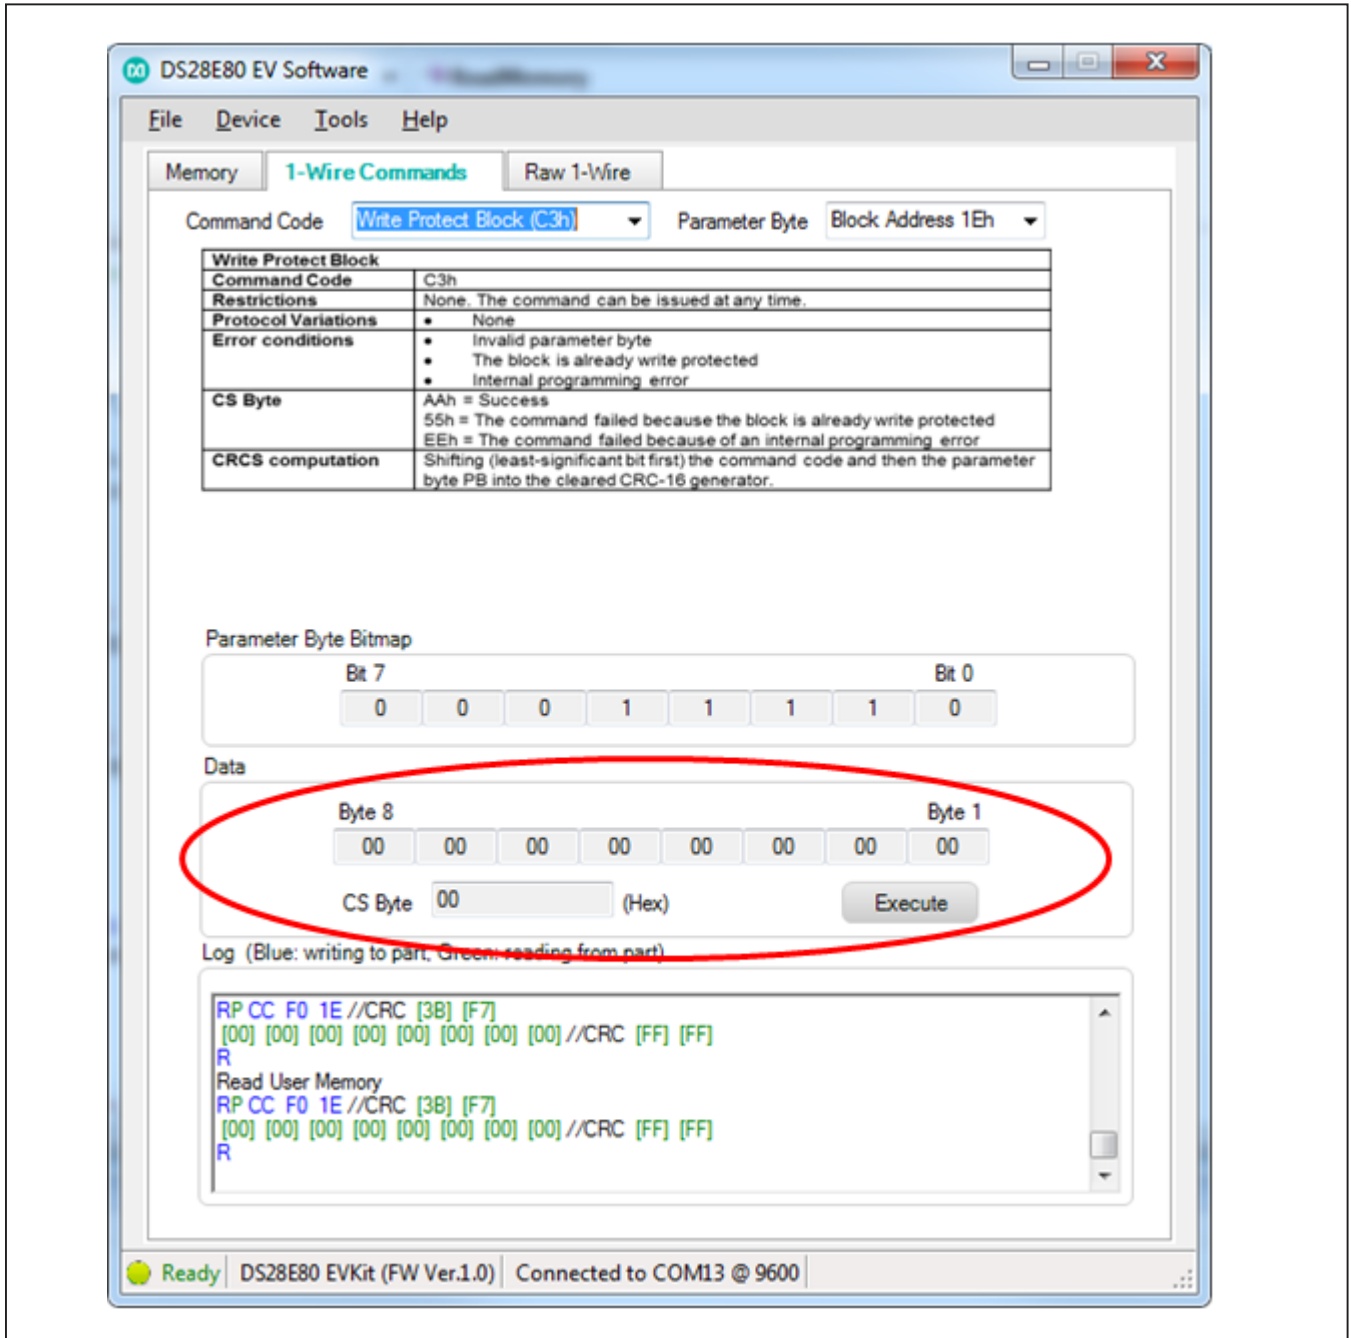 DS28E80 EV Software
File Device Tools Help
Memory 1-Wire Commands Raw 1-Wire
Command Code Write Protect Block (C3h) Parameter Byte Block Address 1Eh
Write Protect Block
Command Code C3h
Restrictions None. The command can be issued at any time.
Protocol Variations • None
Error conditions • Invalid parameter byte
• The block is already write protected
• Internal programming error
CS Byte AAh = Success
55h = The command failed because the block is already write protected
EEh = The command failed because of an internal programming error
CRCS computation Shifting (least-significant bit first) the command code and then the parameter
byte PB into the cleared CRC-16 generator.
Parameter Byte Bitmap
Bit 7 Bit 0
0 0 0 1 1 1 1 0
Data
Byte 8 Byte 1
00 00 00 00 00 00 00 00
CS Byte 00 (Hex) Execute
Log (Blue: writing to part, Green: reading from part)
RP CC F0 1E //CRC [3B] [F7]
[00] [00] [00] [00] [00] [00] [00] [00] //CRC [FF] [FF]
R
Read User Memory
RP CC F0 1E //CRC [3B] [F7]
[00] [00] [00] [00] [00] [00] [00] [00] //CRC [FF] [FF]
R
Ready DS28E80 EVKit (FW Ver.1.0) Connected to COM13 @ 9600